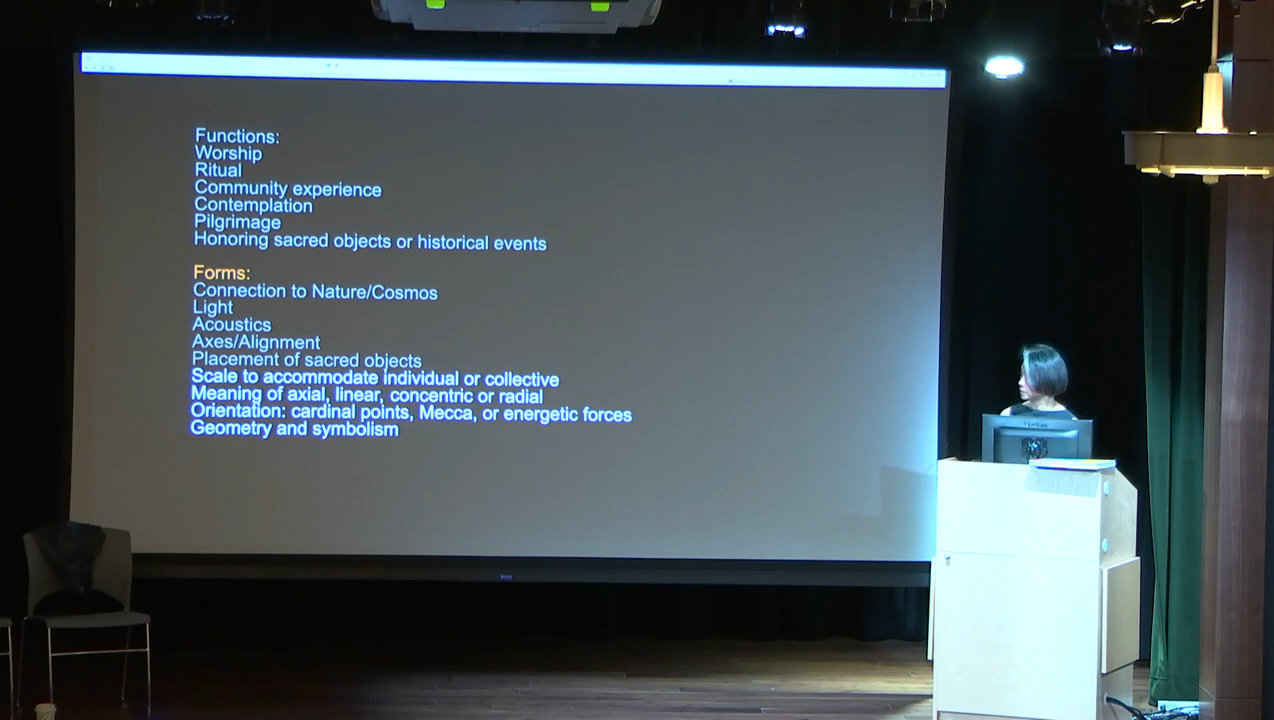 Functions:
Worship
Ritual
Community experience
Contemplation
Pilgrimage
Honoring sacred objects or historical events
Forms:
Connection to Nature/Cosmos
Light
Acoustics
Axes/Alignment
Placement of sacred objects
Scale to accommodate individual or collective
Meaning of axial, linear, concentric or radial
Orientation: cardinal points, Mecca, or energetic forces
Geometry and symbolism